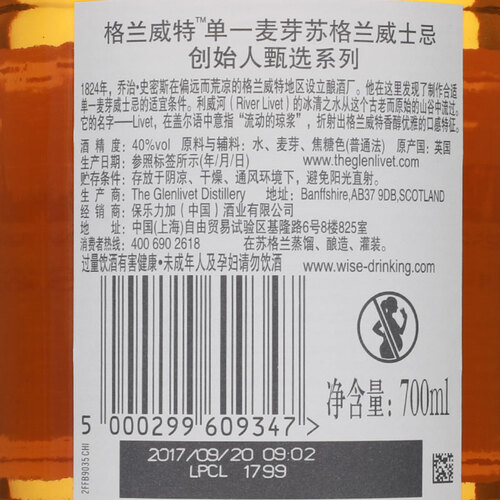 格兰威特™单一麦芽苏格兰威士忌
创始人甄选系列
1824年，乔治·史密斯在偏远而荒凉的格兰威特地区设立酿酒厂。他在这里发现了制作合适
单一麦芽威士忌的适宜条件。利威河（River Livet）的冰清之水从这个古老而原始的山谷中流过。
它的名字——Livet，在盖尔语中意指“流动的琼浆”，折射出格兰威特香醇优雅的口感特征。
酒 精 度：40%vol 原料与辅料：水、麦芽、焦糖色(普通法) 原产国：英国
生产日期：参照标签所示(年/月/日) www.theglenlivet.com
贮存条件：存放于阴凉、干燥、通风环境下，避免阳光直射。
生 产 商：The Glenlivet Distillery 地址：Banffshire,AB37 9DB,SCOTLAND
经 销 商：保乐力加（中国）酒业有限公司
地 址：中国(上海)自由贸易试验区基隆路6号8楼825室
消费者热线：400 690 2618 在苏格兰蒸馏、酿造、灌装。
过量饮酒有害健康·未成年人及孕妇请勿饮酒
www.wise-drinking.com
净含量：700ml
5 000299 609347
2017/09/20 09:02
LPCL 1799
2FFB9035 CHI